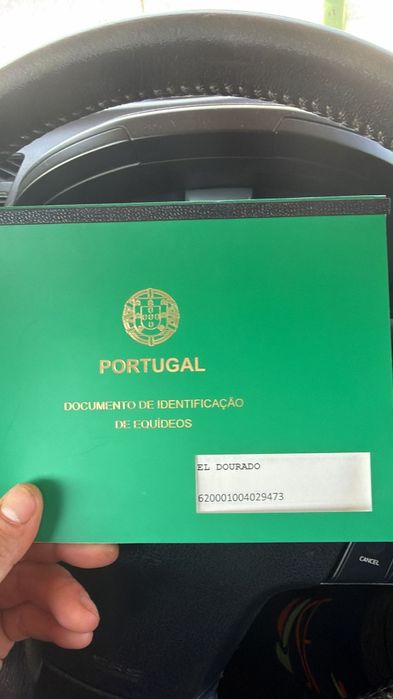 PORTUGAL
DOCUMENTO DE IDENTIFICAÇÃO
DE EQUÍDEOS
EL DOURADO
620001004029473
CANCEL